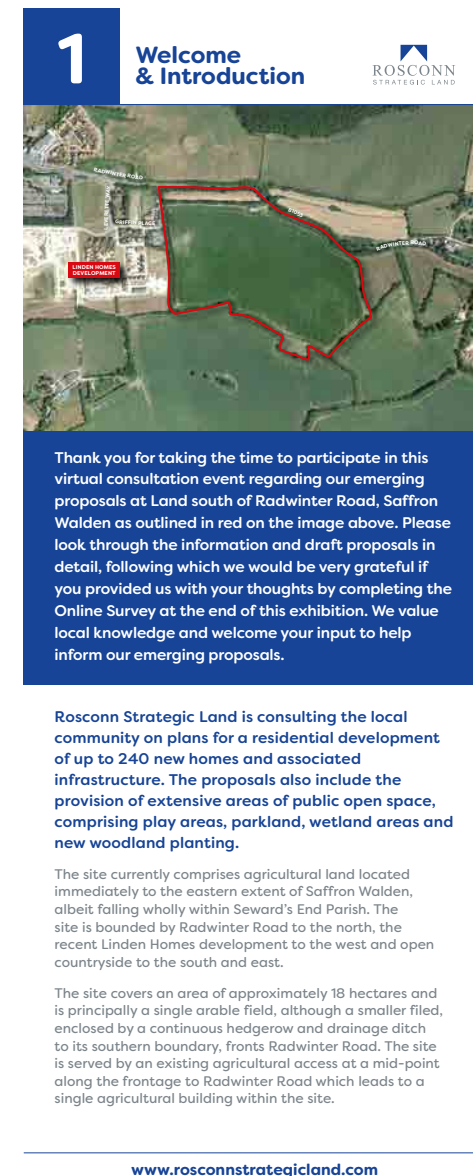 1
Welcome
& Introduction
ROSCONN
STRATEGIC LAND
RADWINTER ROAD
GRIFFIN PLACE
B1053
RADWINTER ROAD
LINDEN HOMES
DEVELOPMENT
Thank you for taking the time to participate in this
virtual consultation event regarding our emerging
proposals at Land south of Radwinter Road, Saffron
Walden as outlined in red on the image above. Please
look through the information and draft proposals in
detail, following which we would be very grateful if
you provided us with your thoughts by completing the
Online Survey at the end of this exhibition. We value
local knowledge and welcome your input to help
inform our emerging proposals.
Rosconn Strategic Land is consulting the local
community on plans for a residential development
of up to 240 new homes and associated
infrastructure. The proposals also include the
provision of extensive areas of public open space,
comprising play areas, parkland, wetland areas and
new woodland planting.
The site currently comprises agricultural land located
immediately to the eastern extent of Saffron Walden,
albeit falling wholly within Seward's End Parish. The
site is bounded by Radwinter Road to the north, the
recent Linden Homes development to the west and open
countryside to the south and east.
The site covers an area of approximately 18 hectares and
is principally a single arable field, although a smaller filed,
enclosed by a continuous hedgerow and drainage ditch
to its southern boundary, fronts Radwinter Road. The site
is served by an existing agricultural access at a mid-point
along the frontage to Radwinter Road which leads to a
single agricultural building within the site.
www.rosconnstrategicland.com